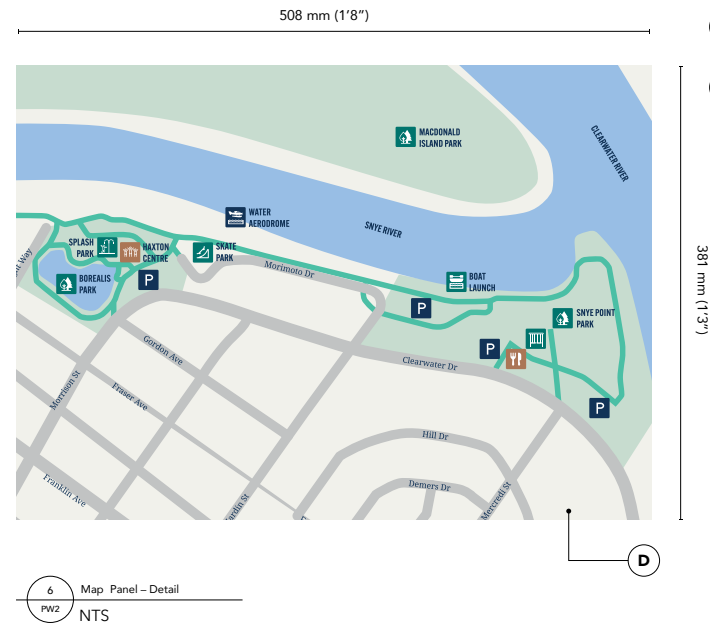 508 mm (1'8")
MACDONALD
ISLAND PARK
CLEARWATER RIVER
WATER
AERODROME
SNYE RIVER
SPLASH
PARK
HAXTON
CENTRE
SKATE
PARK
Morimoto Dr
BOREALIS
PARK
P
BOAT
LAUNCH
P
SNYE POINT
PARK
381 mm (1'3")
Gordon Ave
P
Clearwater Dr
Morrison St
Fraser Ave
P
Hill Dr
Franklin Ave
Demers Dr
Mercredi St
D
6
PW2
Map Panel – Detail
NTS